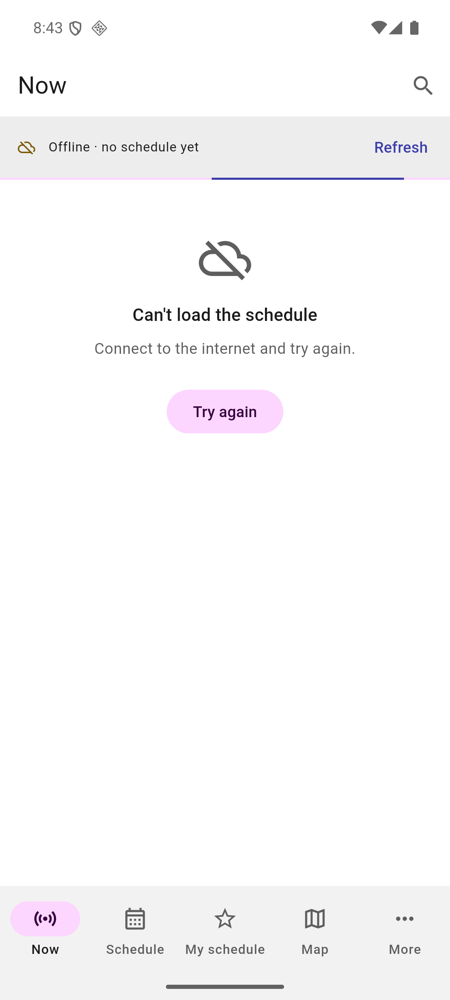 8:43
Now
Offline · no schedule yet
Refresh
Can't load the schedule
Connect to the internet and try again.
Try again
Now
Schedule
My schedule
Map
More